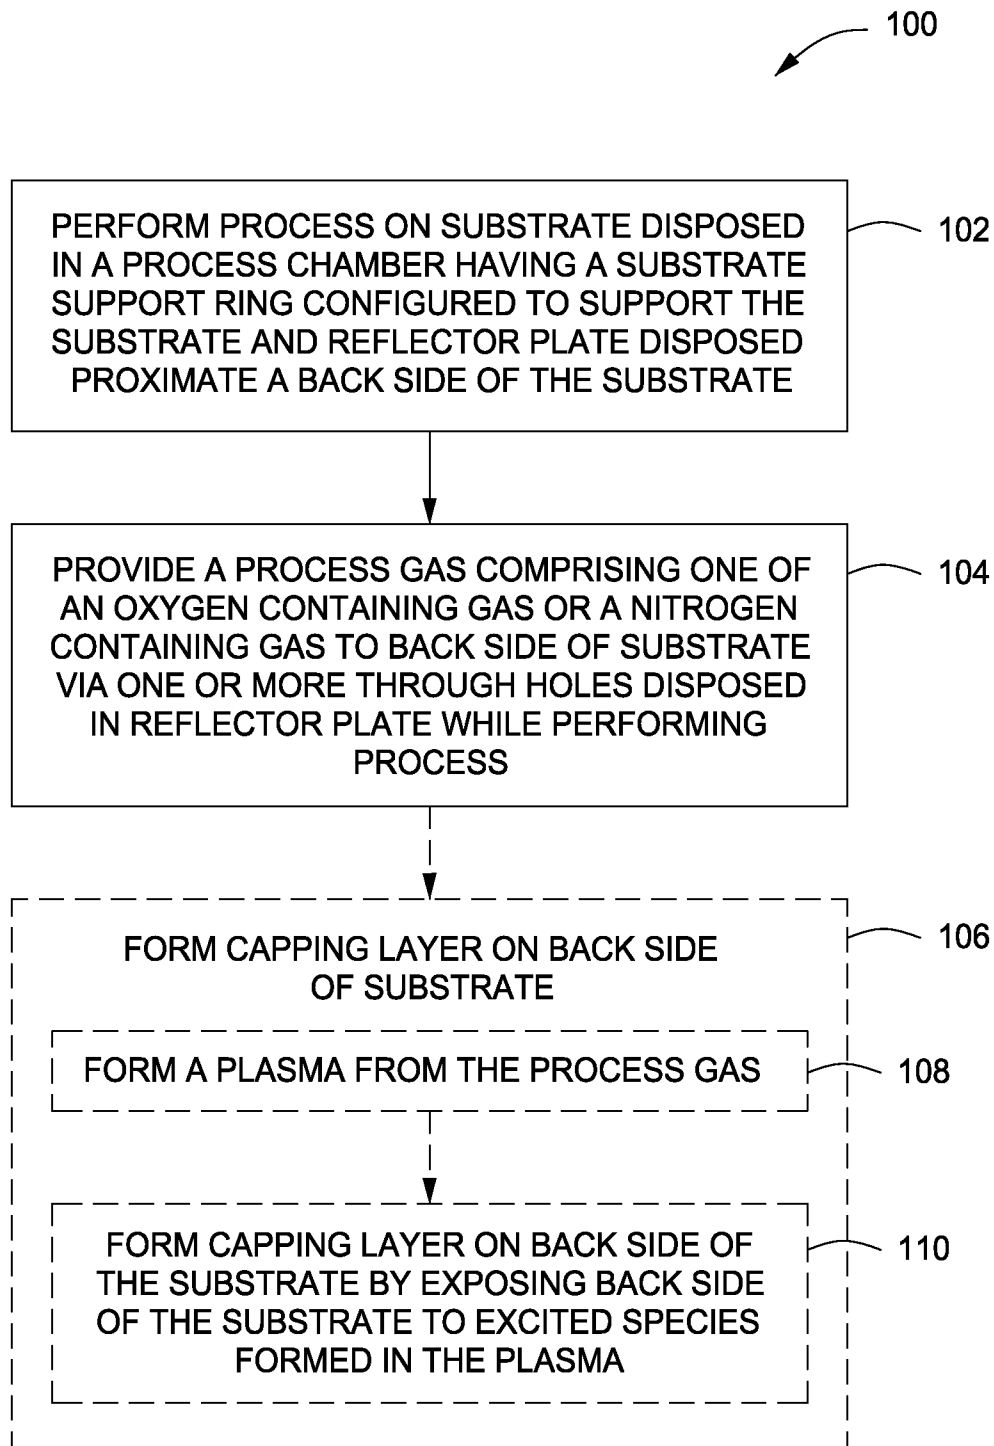 100
PERFORM PROCESS ON SUBSTRATE DISPOSED
IN A PROCESS CHAMBER HAVING A SUBSTRATE
SUPPORT RING CONFIGURED TO SUPPORT THE
SUBSTRATE AND REFLECTOR PLATE DISPOSED
PROXIMATE A BACK SIDE OF THE SUBSTRATE
102
PROVIDE A PROCESS GAS COMPRISING ONE OF
AN OXYGEN CONTAINING GAS OR A NITROGEN
CONTAINING GAS TO BACK SIDE OF SUBSTRATE
VIA ONE OR MORE THROUGH HOLES DISPOSED
IN REFLECTOR PLATE WHILE PERFORMING
PROCESS
104
FORM CAPPING LAYER ON BACK SIDE
OF SUBSTRATE
106
FORM A PLASMA FROM THE PROCESS GAS
108
FORM CAPPING LAYER ON BACK SIDE OF
THE SUBSTRATE BY EXPOSING BACK SIDE
OF THE SUBSTRATE TO EXCITED SPECIES
FORMED IN THE PLASMA
110